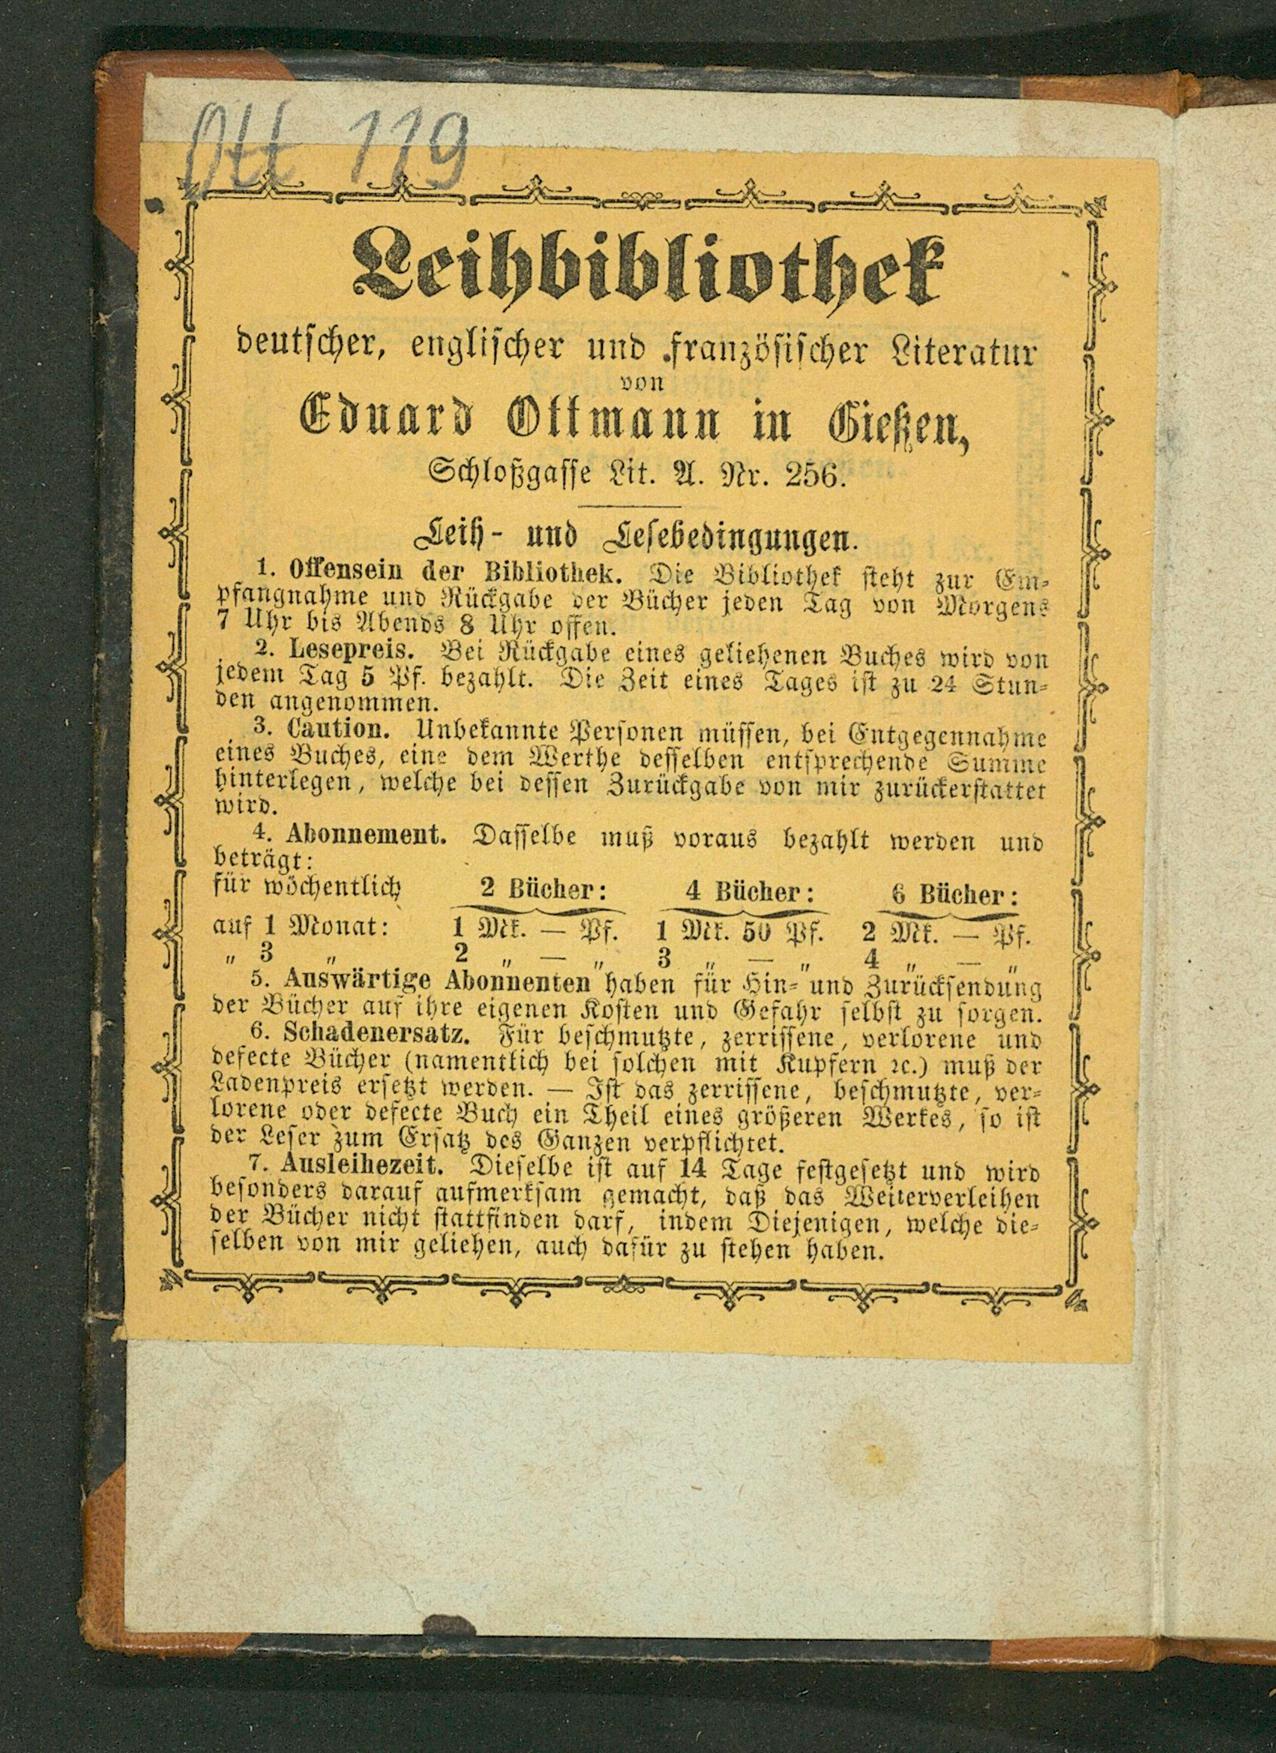 Ott 119
Leihbibliothek
deutscher, englischer und französischer Literatur
von
Eduard Ottmann in Gießen,
Schloßgasse Lit. A. Nr. 256.
Leih- und Lesebedingungen.
1. Offensein der Bibliothek. Die Bibliothek steht zur Em-
pfangnahme und Rückgabe der Bücher jeden Tag von Morgens
7 Uhr bis Abends 8 Uhr offen.
2. Lesepreis. Bei Rückgabe eines geliehenen Buches wird von
jedem Tag 5 Pf. bezahlt. Die Zeit eines Tages ist zu 24 Stun-
den angenommen.
3. Caution. Unbekannte Personen müssen, bei Entgegennahme
eines Buches, eine dem Werthe desselben entsprechende Summe
hinterlegen, welche bei dessen Zurückgabe von mir zurückerstattet
wird.
4. Abonnement. Dasselbe muß voraus bezahlt werden und
beträgt:
für wöchentlich 2 Bücher: 4 Bücher: 6 Bücher:
auf 1 Monat: 1 Mk. — Pf. 1 Mk. 50 Pf. 2 Mk. — Pf.
„ 3 „ 2 „ — „ 3 „ — „ 4 „ — „
5. Auswärtige Abonnenten haben für Hin- und Zurücksendung
der Bücher auf ihre eigenen Kosten und Gefahr selbst zu sorgen.
6. Schadenersatz. Für beschmutzte, zerrissene, verlorene und
defecte Bücher (namentlich bei solchen mit Kupfern ꝛc.) muß der
Ladenpreis ersetzt werden. — Ist das zerrissene, beschmutzte, ver-
lorene oder defecte Buch ein Theil eines größeren Werkes, so ist
der Leser zum Ersatz des Ganzen verpflichtet.
7. Ausleihezeit. Dieselbe ist auf 14 Tage festgesetzt und wird
besonders darauf aufmerksam gemacht, daß das Weiterverleihen
der Bücher nicht stattfinden darf, indem Diejenigen, welche die-
selben von mir geliehen, auch dafür zu stehen haben.